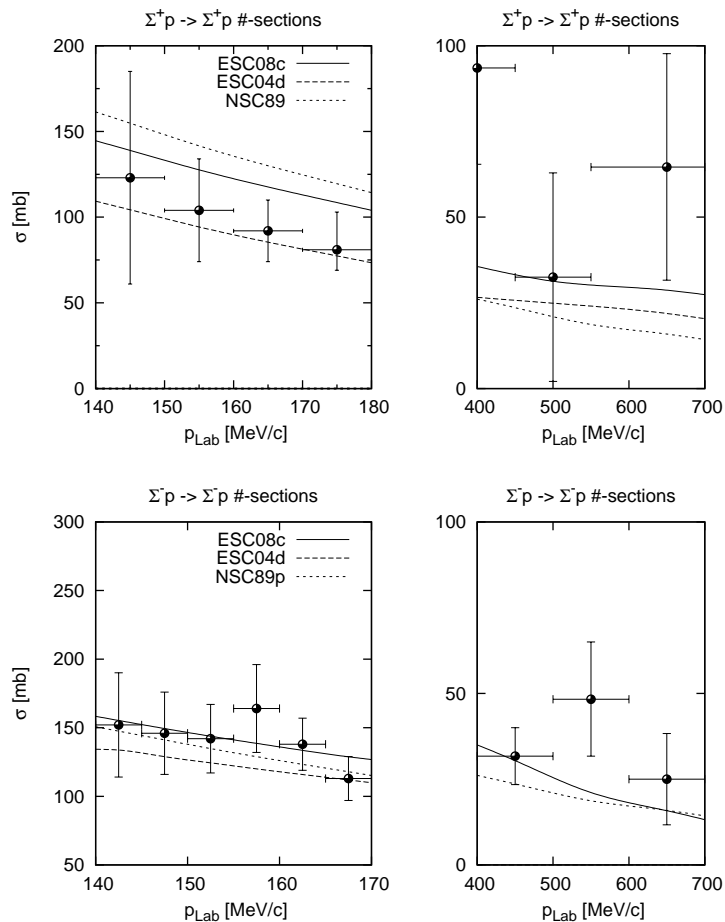 Σ⁺p -> Σ⁺p #-sections
200
150
100
50
0
σ [mb]
ESC08c
ESC04d
NSC89
140 150 160 170 180
p_Lab [MeV/c]
Σ⁺p -> Σ⁺p #-sections
100
50
0
400 500 600 700
p_Lab [MeV/c]
Σ⁻p -> Σ⁻p #-sections
300
250
200
150
100
50
σ [mb]
ESC08c
ESC04d
NSC89p
140 150 160 170
p_Lab [MeV/c]
Σ⁻p -> Σ⁻p #-sections
100
50
0
400 500 600 700
p_Lab [MeV/c]